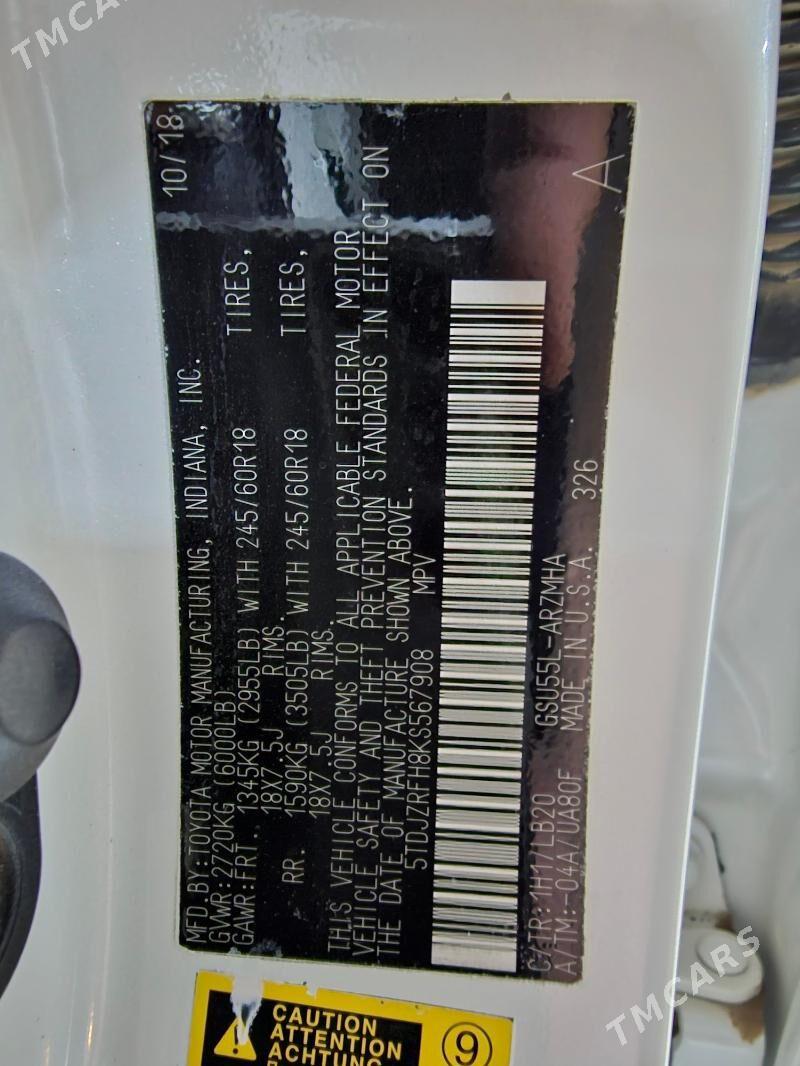 TMCARS
MFD.BY:TOYOTA MOTOR MANUFACTURING, INDIANA, INC. 10/18
GVWR:2720KG (6000LB)
GAWR:FRT. 1345KG (2955LB) WITH 245/60R18 TIRES,
18X7.5J RIMS.
RR. 1590KG (3505LB) WITH 245/60R18 TIRES,
18X7.5J RIMS.
THIS VEHICLE CONFORMS TO ALL APPLICABLE FEDERAL MOTOR
VEHICLE SAFETY AND THEFT PREVENTION STANDARDS IN EFFECT ON
THE DATE OF MANUFACTURE SHOWN ABOVE.
5TDJZRFH8KS567908 MPV
C/TR:1H1/LB20 GSU55L-ARZMHA
A/TM:-04A/UA80F MADE IN U.S.A. 326 A
CAUTION
ATTENTION
ACHTUNG
9
TMCARS